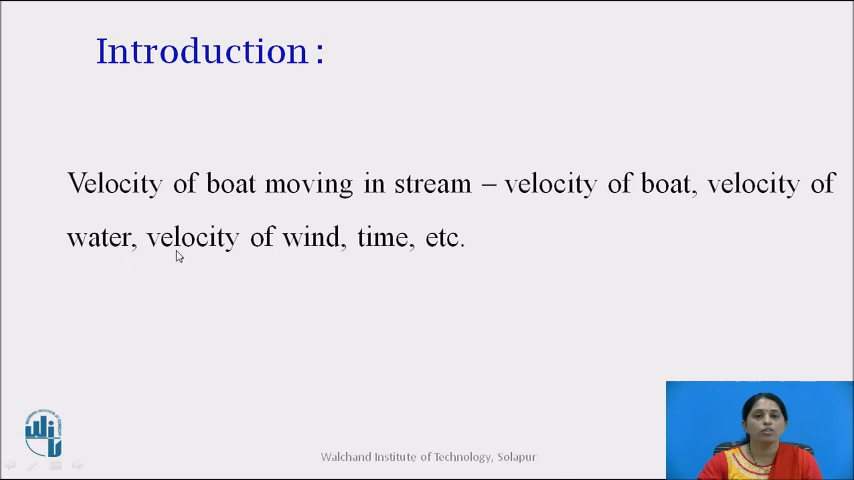 Introduction :
Velocity of boat moving in stream – velocity of boat, velocity of
water, velocity of wind, time, etc.
Walchand Institute of Technology, Solapur